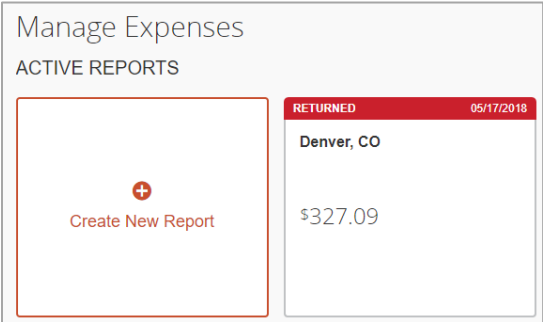 Manage Expenses
ACTIVE REPORTS
Create New Report
RETURNED 05/17/2018
Denver, CO
$327.09